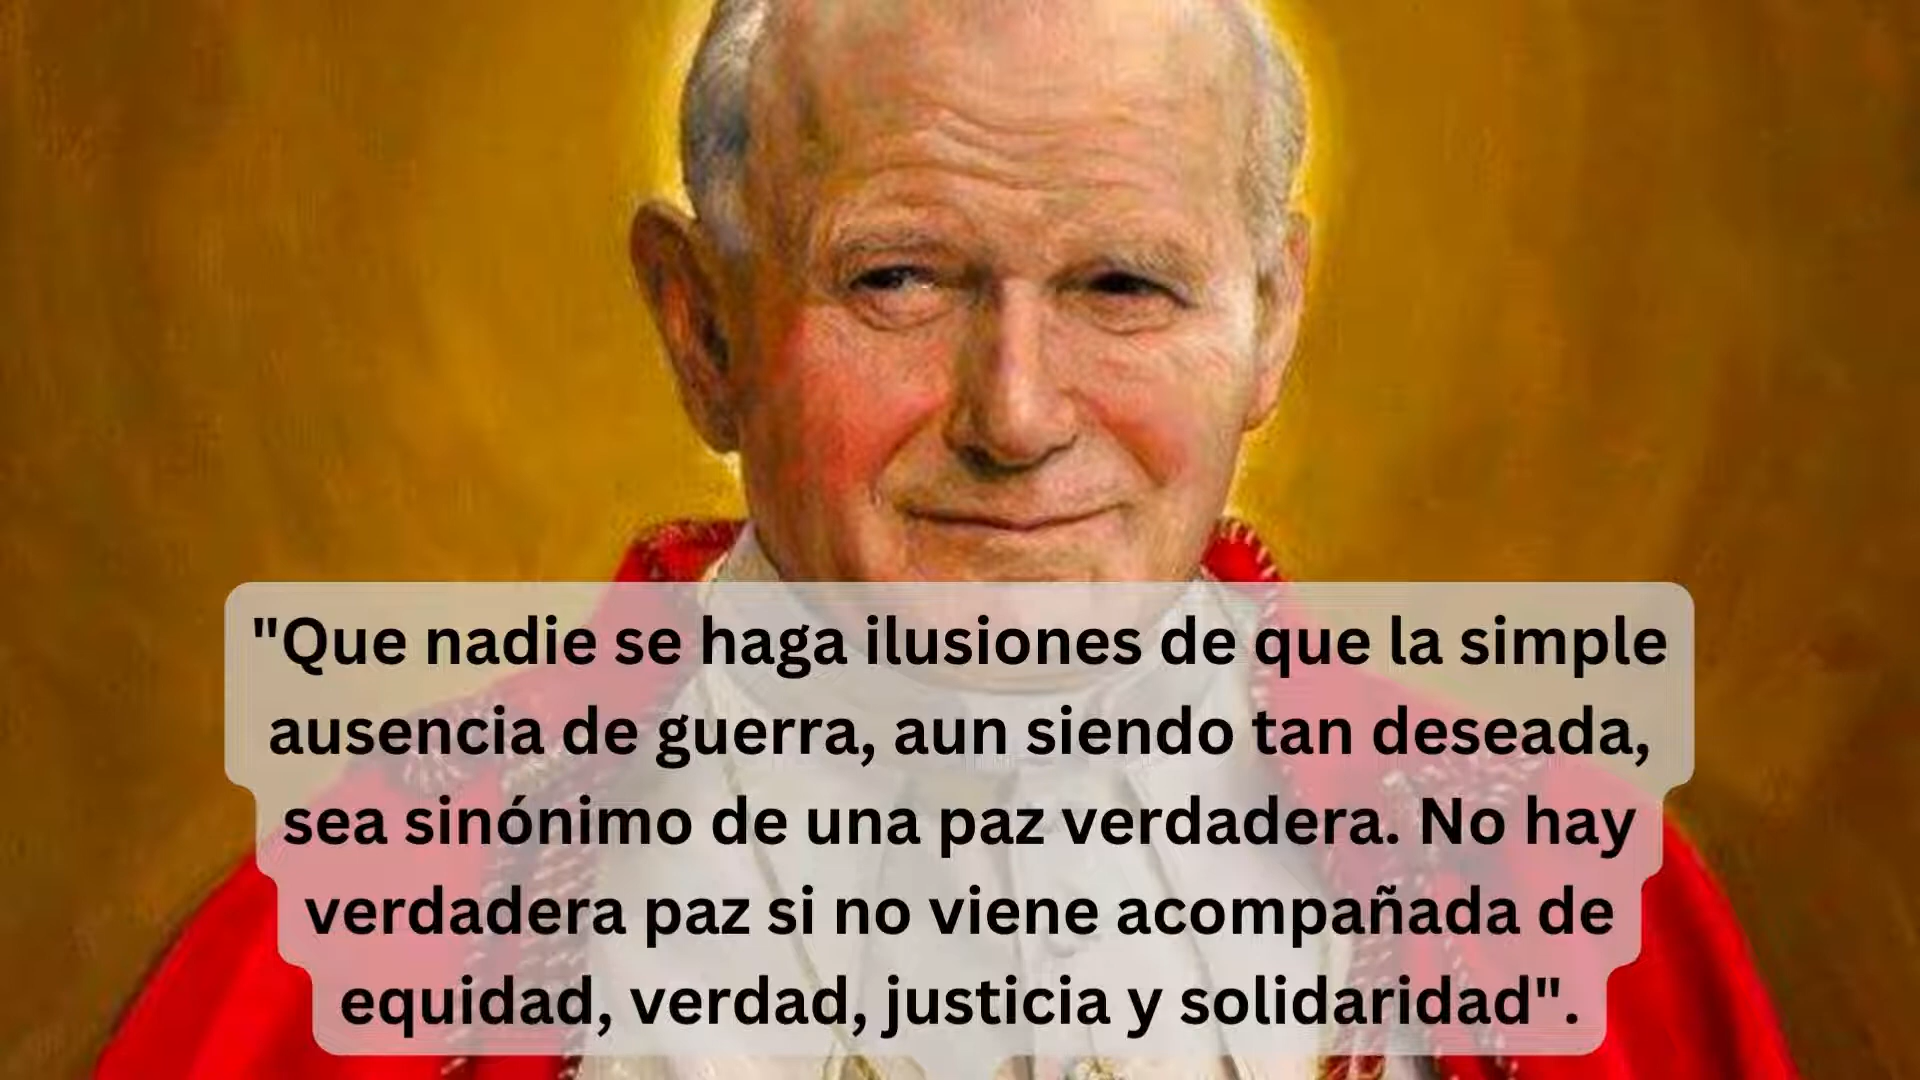 "Que nadie se haga ilusiones de que la simple
ausencia de guerra, aun siendo tan deseada,
sea sinónimo de una paz verdadera. No hay
verdadera paz si no viene acompañada de
equidad, verdad, justicia y solidaridad".